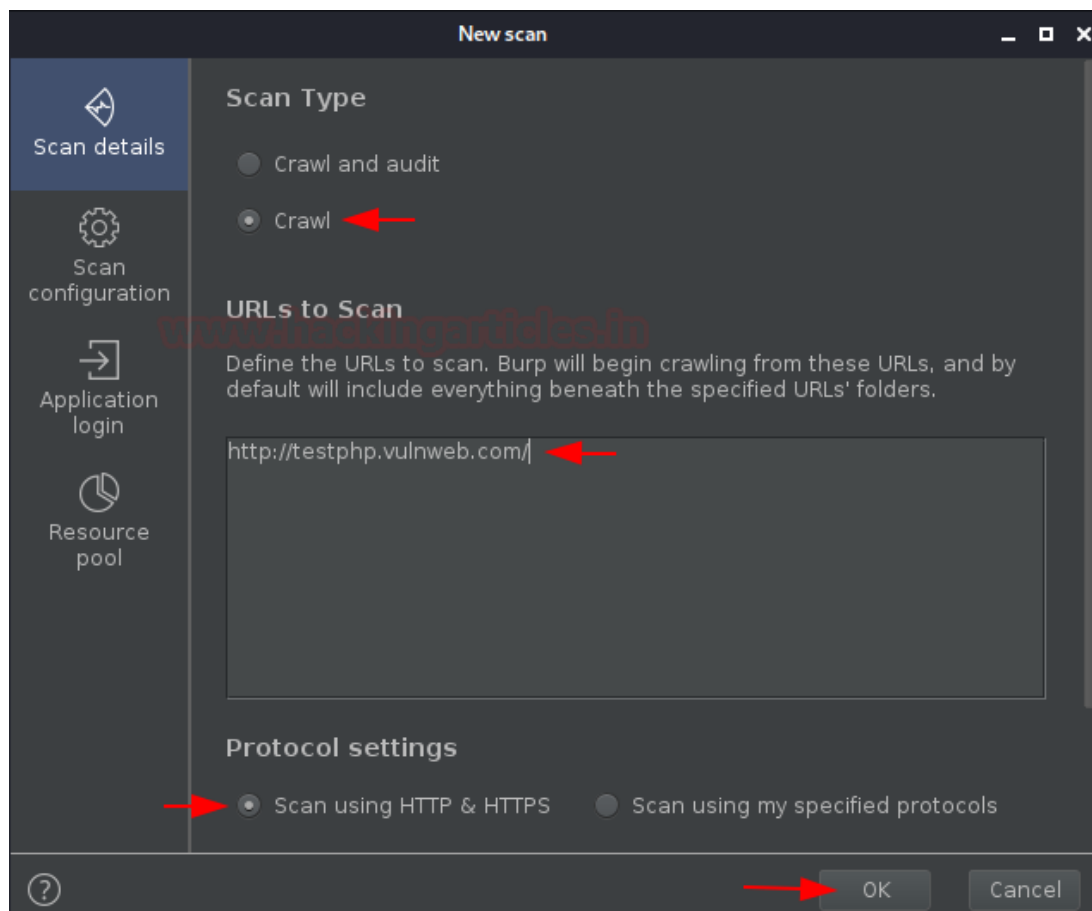 New scan
Scan details
Scan
configuration
Application
login
Resource
pool
Scan Type
Crawl and audit
Crawl
URLs to Scan
www.hackingarticles.in
Define the URLs to scan. Burp will begin crawling from these URLs, and by
default will include everything beneath the specified URLs' folders.
http://testphp.vulnweb.com/
Protocol settings
Scan using HTTP & HTTPS
Scan using my specified protocols
?
OK
Cancel